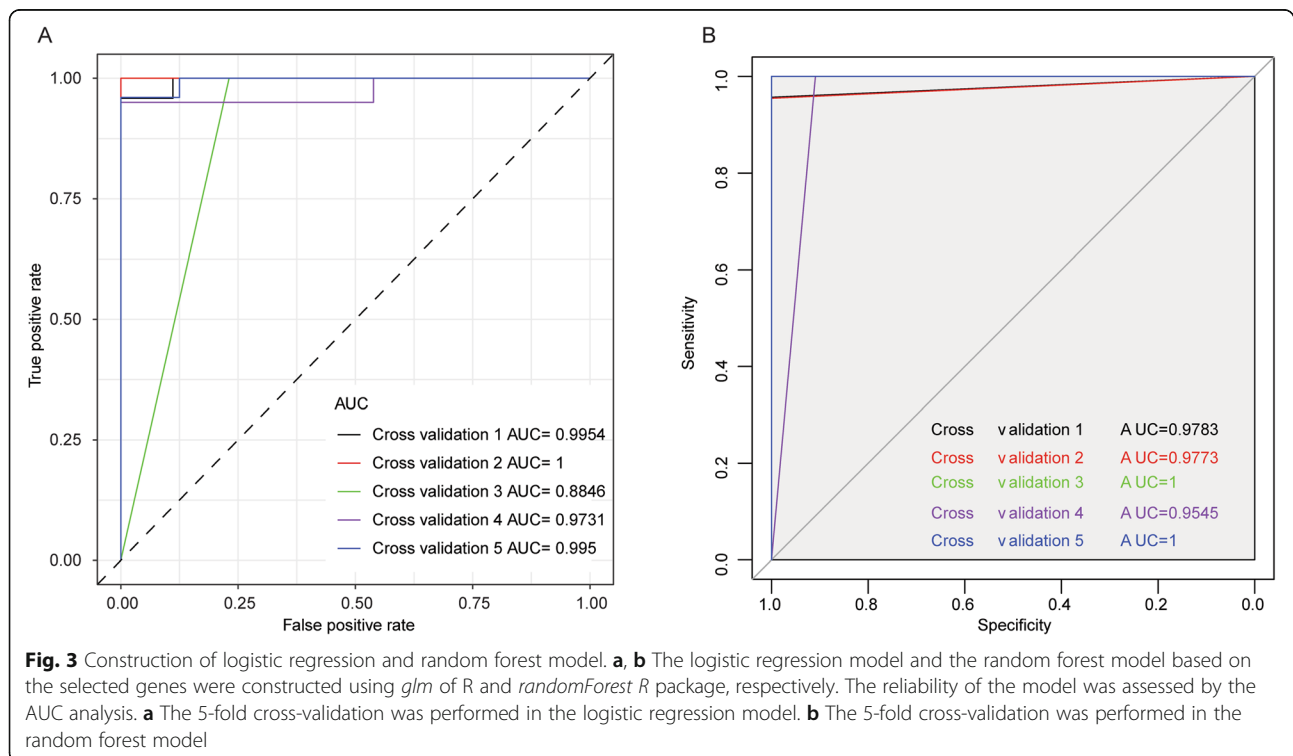 A
1.00
0.75
0.50
0.25
0.00
True positive rate
0.00 0.25 0.50 0.75 1.00
False positive rate
AUC
Cross validation 1 AUC= 0.9954
Cross validation 2 AUC= 1
Cross validation 3 AUC= 0.8846
Cross validation 4 AUC= 0.9731
Cross validation 5 AUC= 0.995
B
1.0
0.8
0.6
0.4
0.2
0.0
Sensitivity
1.0 0.8 0.6 0.4 0.2 0.0
Specificity
Cross v alidation 1 A UC=0.9783
Cross v alidation 2 A UC=0.9773
Cross v alidation 3 A UC=1
Cross v alidation 4 A UC=0.9545
Cross v alidation 5 A UC=1
Fig. 3 Construction of logistic regression and random forest model. a, b The logistic regression model and the random forest model based on
the selected genes were constructed using glm of R and randomForest R package, respectively. The reliability of the model was assessed by the
AUC analysis. a The 5-fold cross-validation was performed in the logistic regression model. b The 5-fold cross-validation was performed in the
random forest model